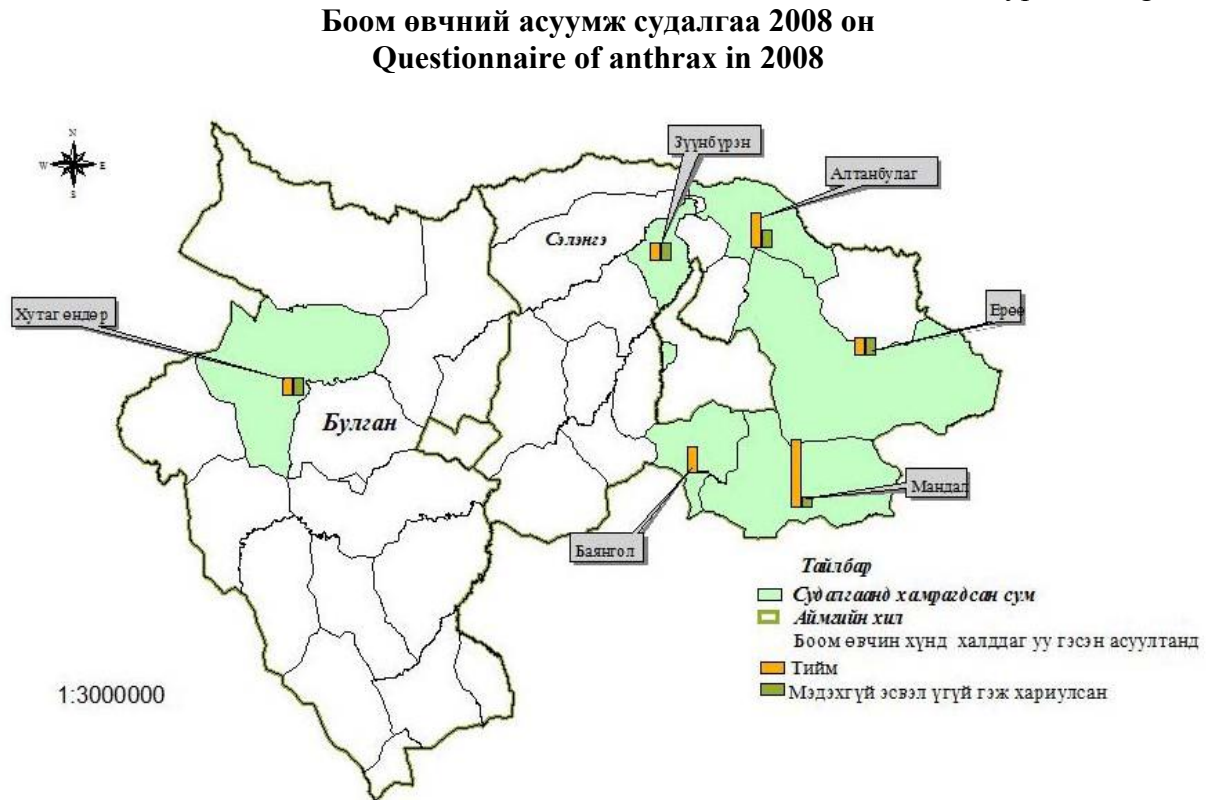 Боом өвчний асуумж судалгаа 2008 он
Questionnaire of anthrax in 2008
N
W E
S
Зүүнбүрэн
Алтанбулаг
Сэлэнгэ
Хутаг өндөр
Ерөө
Булган
Мандал
Баянгол
Тайлбар
Судалгаанд хамрагдсан сум
Аймгийн хил
Боом өвчин хүнд халддаг уу гэсэн асуултанд
Тийм
Мэдэхгүй эсвэл үгүй гэж хариулсан
1:3000000